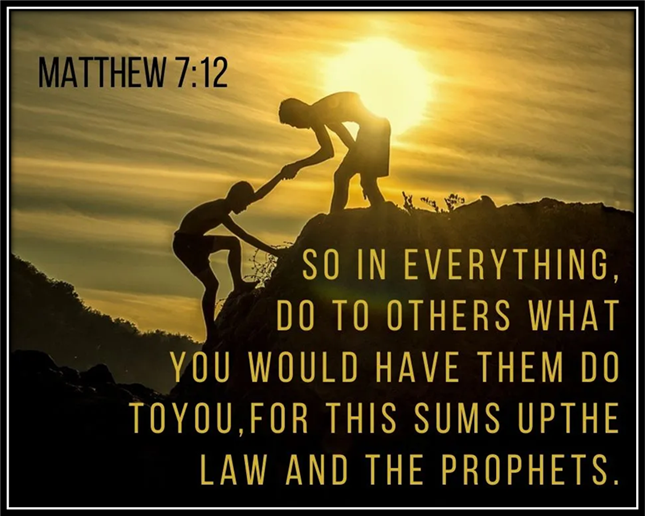 MATTHEW 7:12
SO IN EVERYTHING,
DO TO OTHERS WHAT
YOU WOULD HAVE THEM DO
TOYOU,FOR THIS SUMS UPTHE
LAW AND THE PROPHETS.